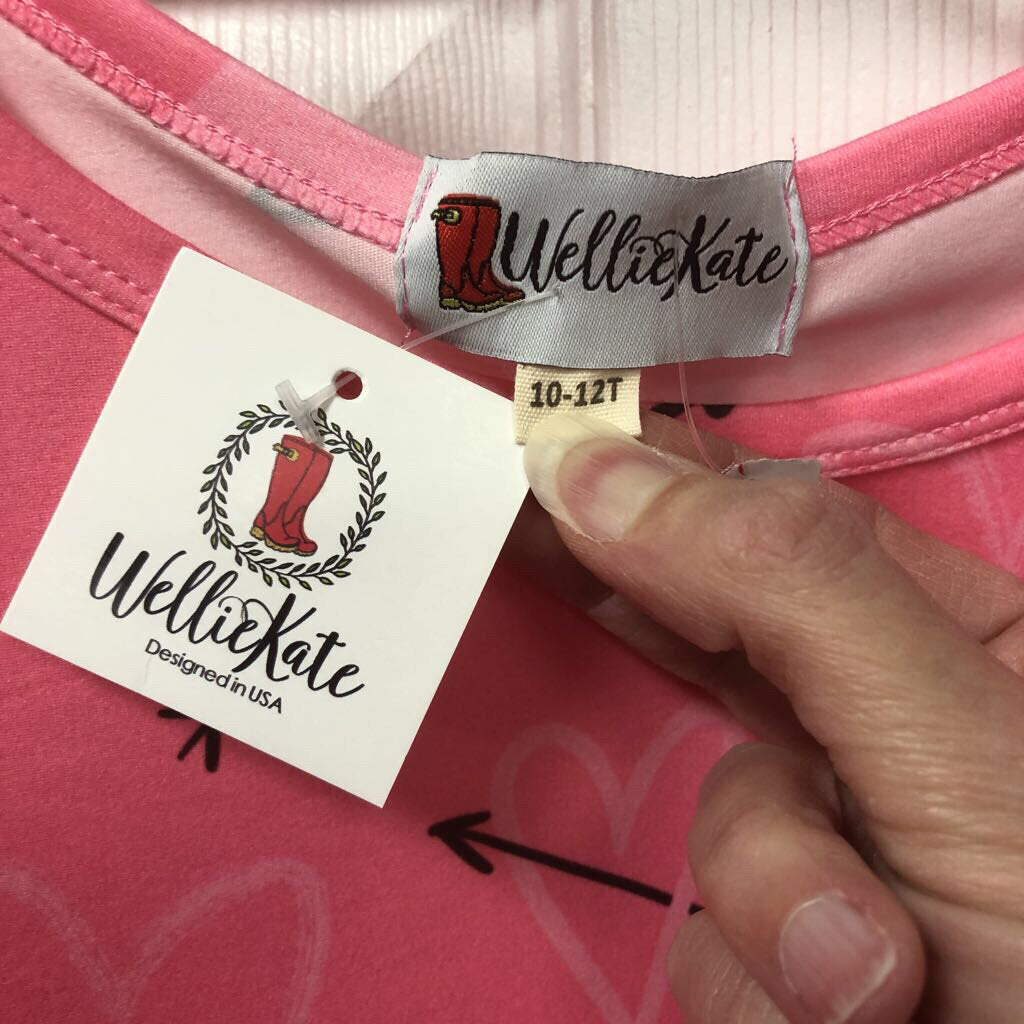 WellieKate
10-12T
WellieKate
Designed in USA